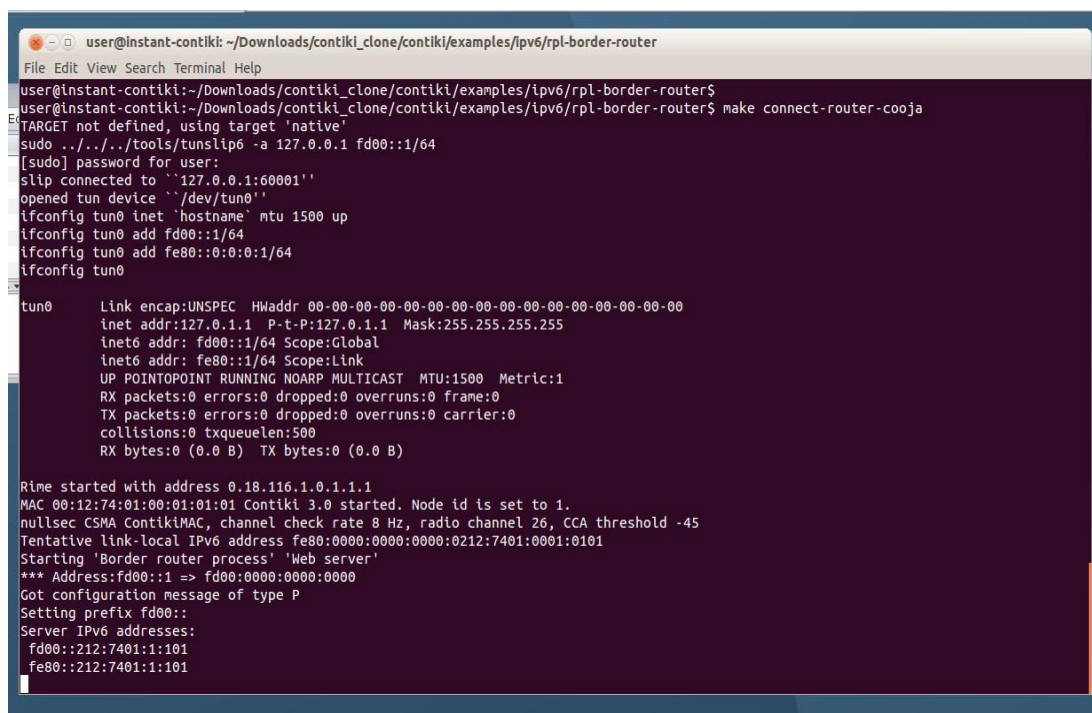 user@instant-contiki: ~/Downloads/contiki_clone/contiki/examples/ipv6/rpl-border-router
File Edit View Search Terminal Help
user@instant-contiki:~/Downloads/contiki_clone/contiki/examples/ipv6/rpl-border-router$
user@instant-contiki:~/Downloads/contiki_clone/contiki/examples/ipv6/rpl-border-router$ make connect-router-cooja
TARGET not defined, using target 'native'
sudo ../../../tools/tunslip6 -a 127.0.0.1 fd00::1/64
[sudo] password for user:
slip connected to ``127.0.0.1:60001''
opened tun device ``/dev/tun0''
ifconfig tun0 inet `hostname` mtu 1500 up
ifconfig tun0 add fd00::1/64
ifconfig tun0 add fe80::0:0:0:1/64
ifconfig tun0
tun0 Link encap:UNSPEC HWaddr 00-00-00-00-00-00-00-00-00-00-00-00-00-00-00-00
inet addr:127.0.1.1 P-t-P:127.0.1.1 Mask:255.255.255.255
inet6 addr: fd00::1/64 Scope:Global
inet6 addr: fe80::1/64 Scope:Link
UP POINTOPOINT RUNNING NOARP MULTICAST MTU:1500 Metric:1
RX packets:0 errors:0 dropped:0 overruns:0 frame:0
TX packets:0 errors:0 dropped:0 overruns:0 carrier:0
collisions:0 txqueuelen:500
RX bytes:0 (0.0 B) TX bytes:0 (0.0 B)
Rime started with address 0.18.116.1.0.1.1.1
MAC 00:12:74:01:00:01:01:01 Contiki 3.0 started. Node id is set to 1.
nullsec CSMA ContikiMAC, channel check rate 8 Hz, radio channel 26, CCA threshold -45
Tentative link-local IPv6 address fe80:0000:0000:0000:0212:7401:0001:0101
Starting 'Border router process' 'Web server'
*** Address:fd00::1 => fd00:0000:0000:0000
Got configuration message of type P
Setting prefix fd00::
Server IPv6 addresses:
fd00::212:7401:1:101
fe80::212:7401:1:101